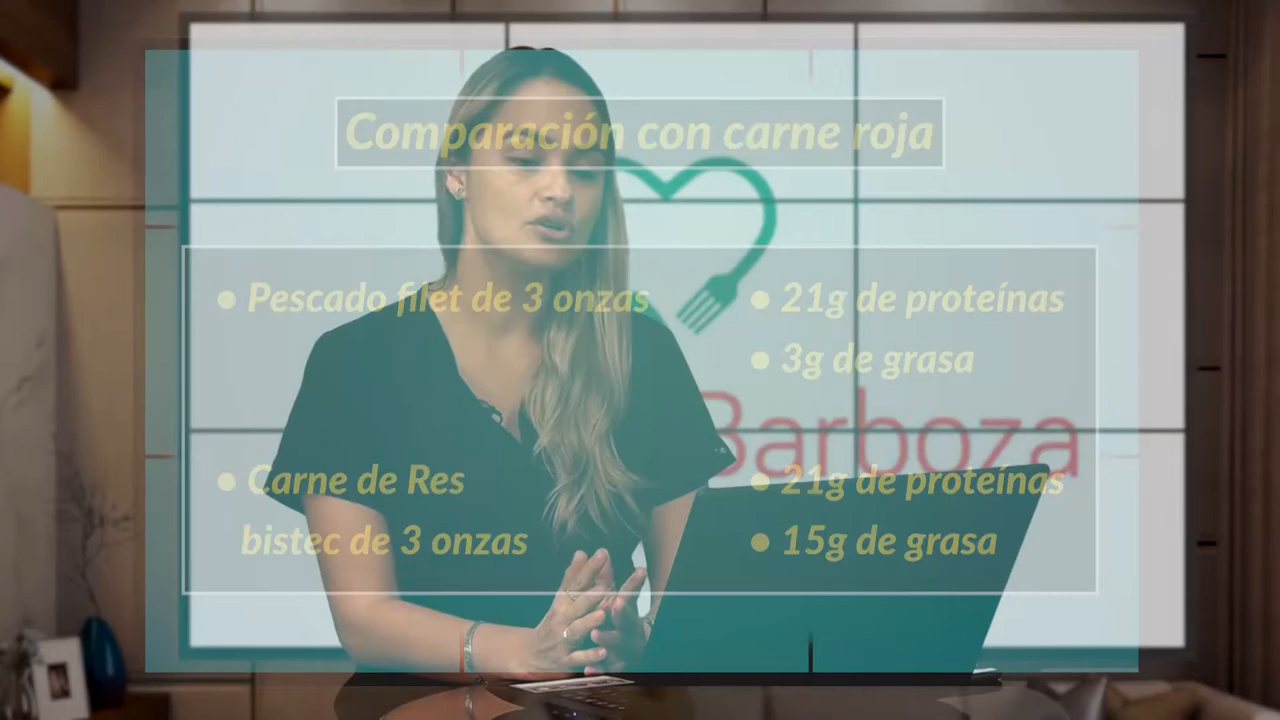 Comparación con carne roja
• Pescado filet de 3 onzas
• 21g de proteínas
• 3g de grasa
Barboza
• Carne de Res
bistec de 3 onzas
• 21g de proteínas
• 15g de grasa